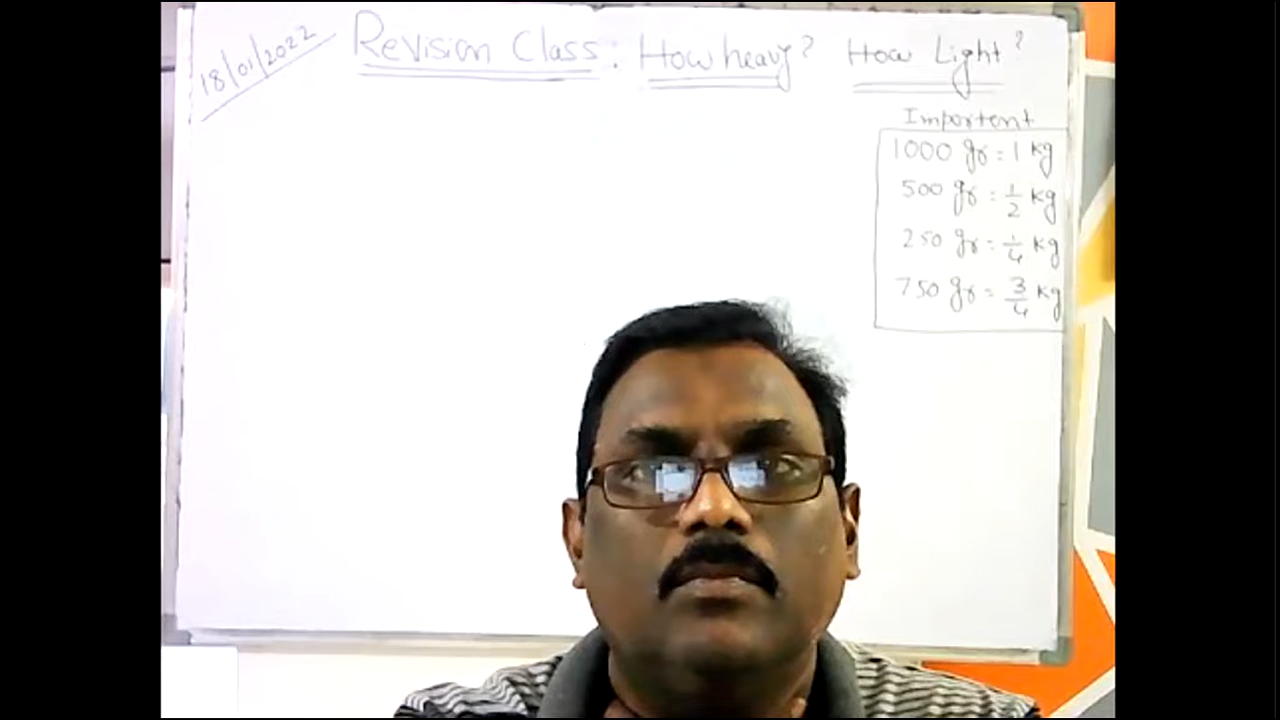 18/01/2022
Revision Class: How heavy? How Light?
Importent
1000 gr = 1 kg
500 gr = 1/2 kg
250 gr = 1/4 kg
750 gr = 3/4 kg